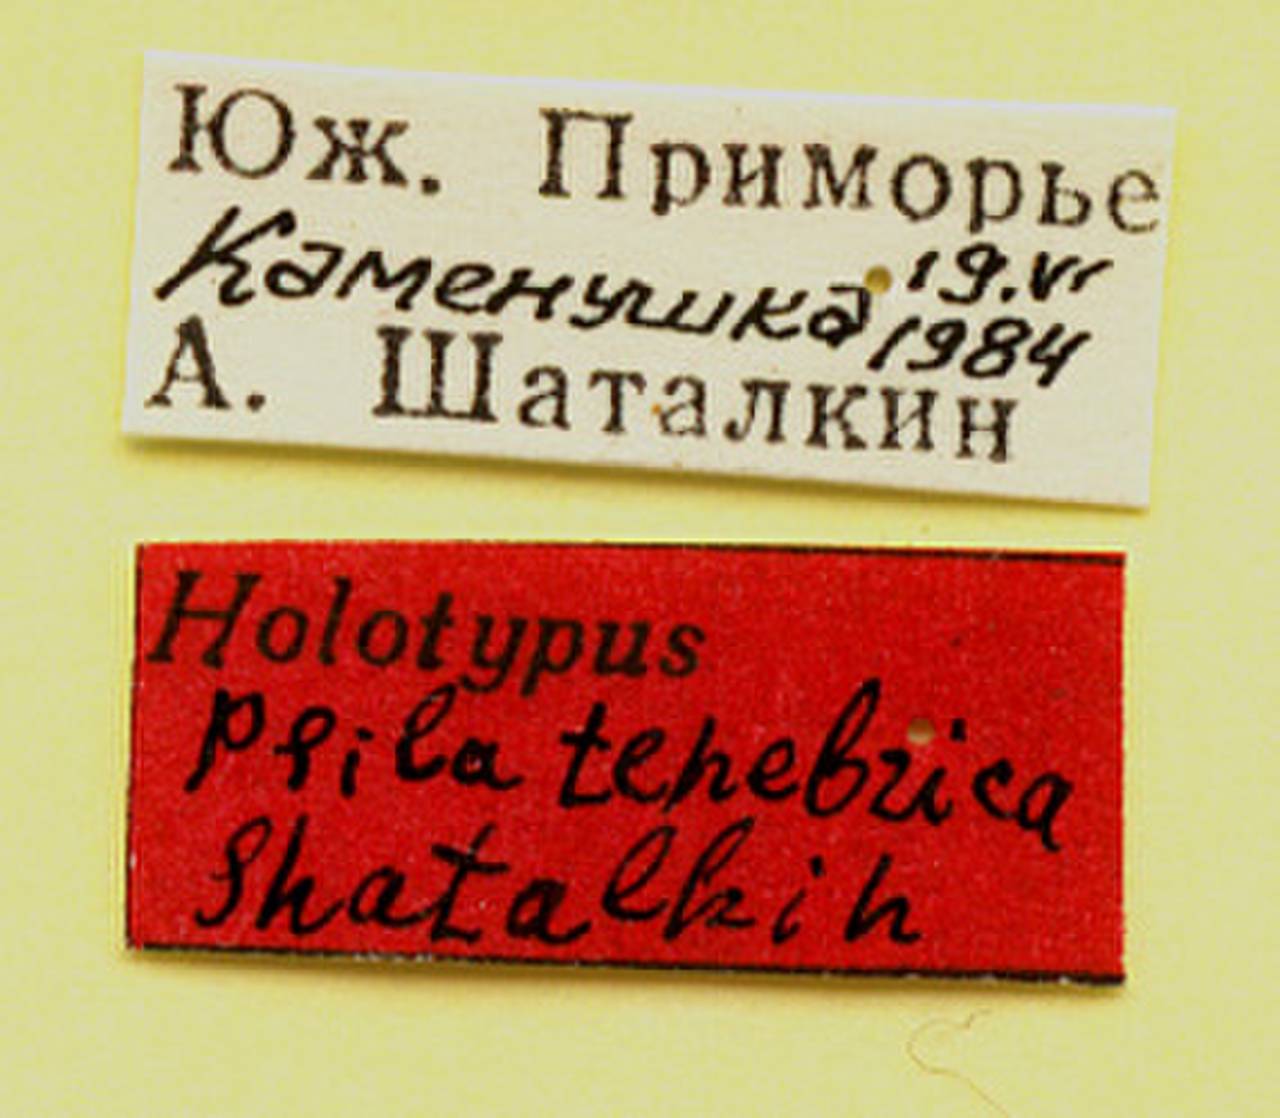 Юж. Приморье
Каменушка 19.VI
1984
А. Шаталкин
Holotypus
Psila tenebrica
Shatalkin